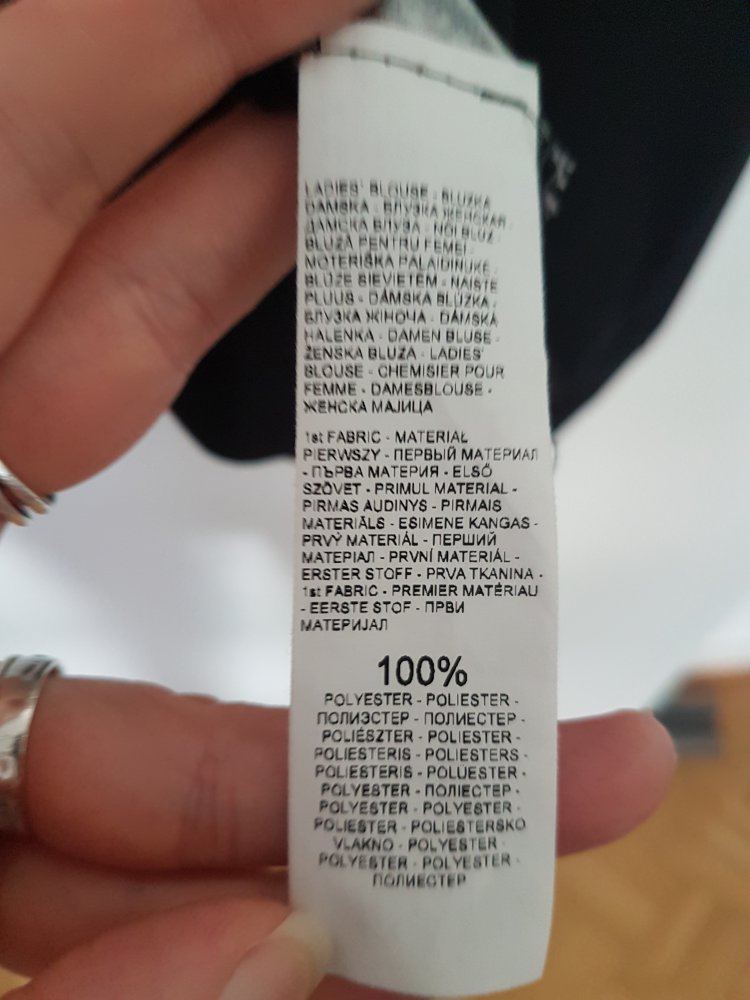 LADIES' BLOUSE - BLUZKA
DAMSKA - БЛУЗКА ЖЕНСКАЯ -
ДАМСКА БЛУЗА - NŐI BLÚZ -
BLUZĂ PENTRU FEMEI -
MOTERIŠKA PALAIDINUKĖ -
BLŪZE SIEVIETĒM - NAISTE
PLUUS - DÁMSKA BLÚZKA -
БЛУЗКА ЖІНОЧА - DÁMSKÁ
HALENKA - DAMEN BLUSE -
ŽENSKA BLUZA - LADIES'
BLOUSE - CHEMISIER POUR
FEMME - DAMESBLOUSE -
ЖЕНСКА МАЈИЦА
1st FABRIC - MATERIAŁ
PIERWSZY - ПЕРВЫЙ МАТЕРИАЛ
- ПЪРВА МАТЕРИЯ - ELSŐ
SZÖVET - PRIMUL MATERIAL -
PIRMAS AUDINYS - PIRMAIS
MATERIĀLS - ESIMENE KANGAS -
PRVÝ MATERIÁL - ПЕРШИЙ
МАТЕРІАЛ - PRVNÍ MATERIÁL -
ERSTER STOFF - PRVA TKANINA -
1st FABRIC - PREMIER MATÉRIAU
- EERSTE STOF - ПРВИ
МАТЕРИЈАЛ
100%
POLYESTER - POLIESTER -
ПОЛИЭСТЕР - ПОЛИЕСТЕР -
POLIÉSZTER - POLIESTER -
POLIESTERIS - POLIESTERS -
POLIESTERIS - POLÜESTER -
POLYESTER - ПОЛІЕСТЕР -
POLYESTER - POLYESTER -
POLIESTER - POLIESTERSKO
VLAKNO - POLYESTER -
POLYESTER - POLYESTER -
ПОЛИЕСТЕР